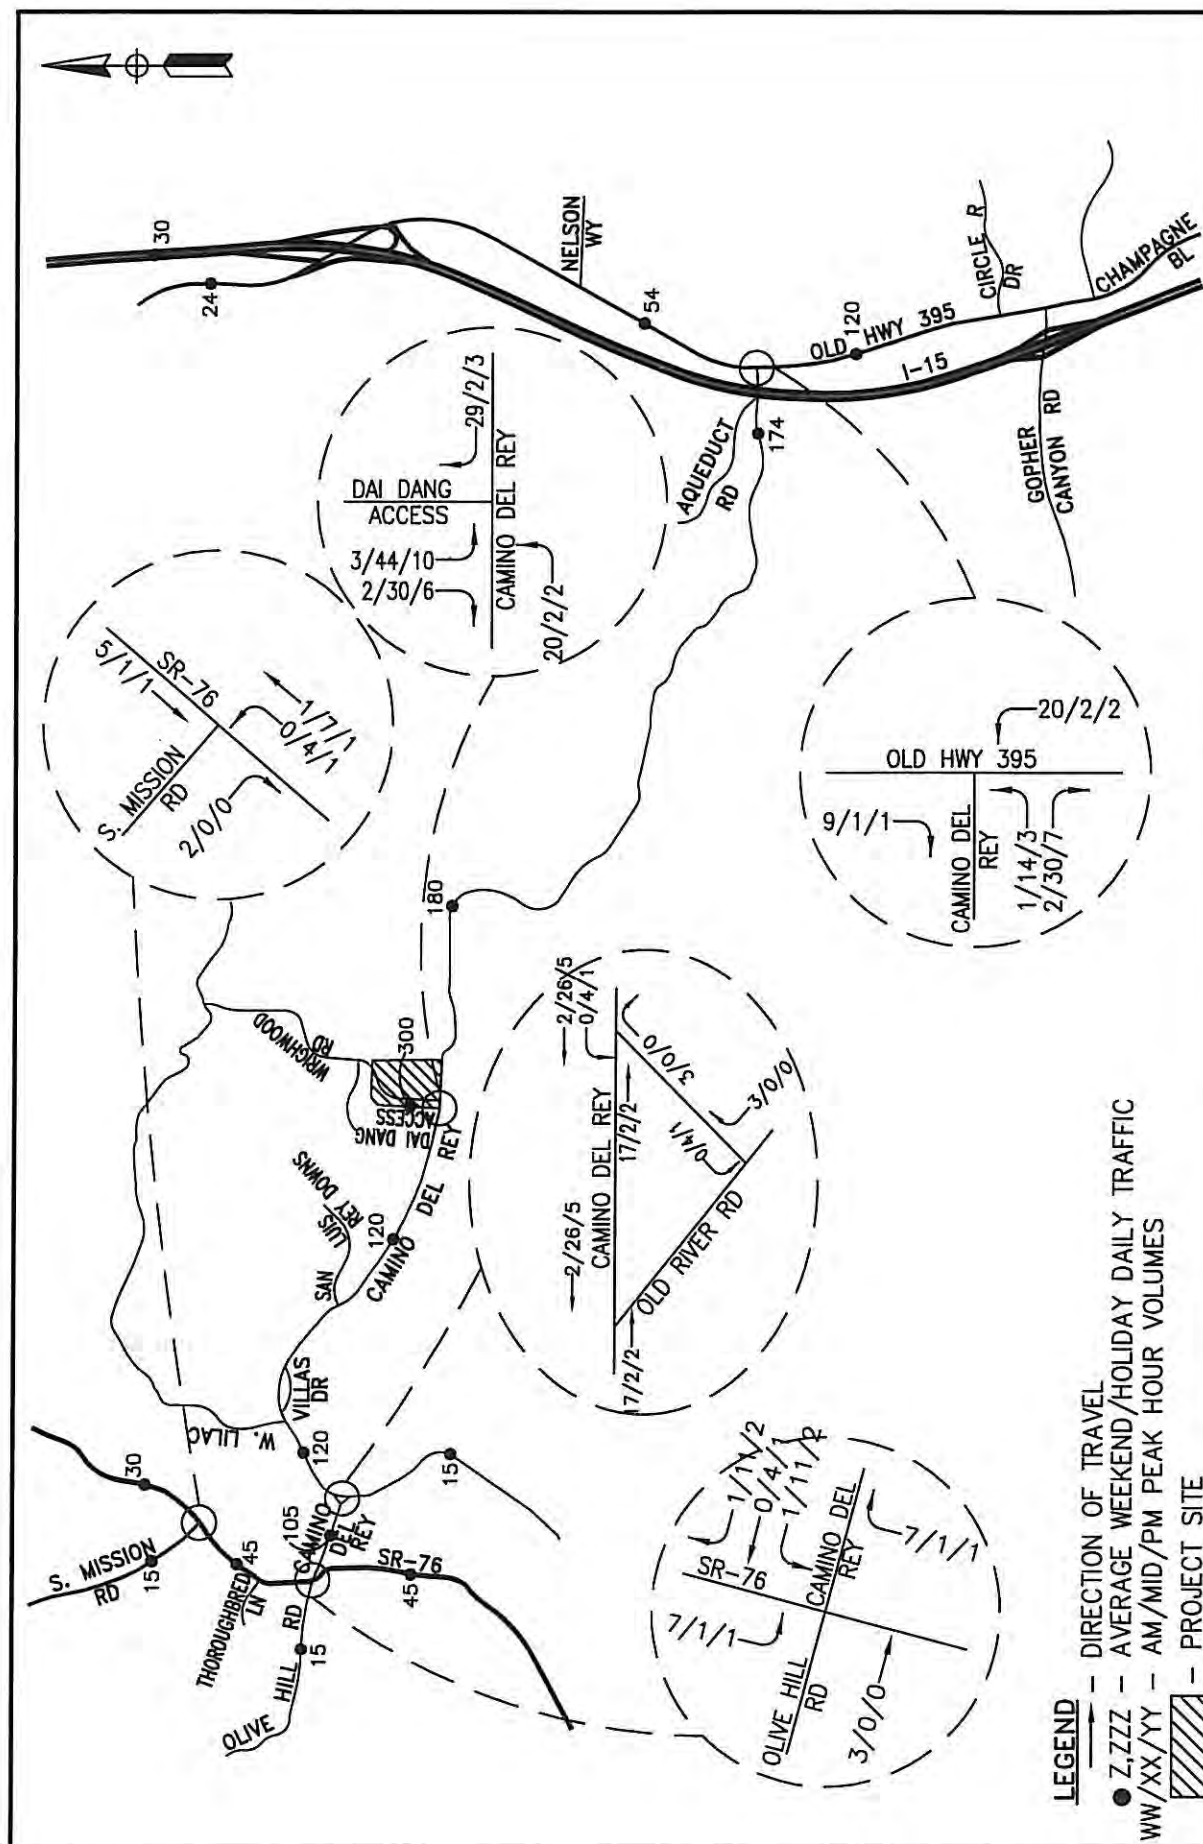 S. MISSION
RD
15
30
THOROUGHBRED
LN
45
SR-76
45
OLIVE
HILL
RD
15
105
CAMINO
DEL
REY
15
120
W. LILAC
VILLAS
DR
SAN
LUIS
REY DOWNS
120
CAMINO
DEL
REY
WRIGHWOOD
RD
DAI DANG
ACCESS
300
180
AQUEDUCT
RD
174
24
30
NELSON
WY
54
OLD HWY 395
120
I-15
CIRCLE R
DR
GOPHER
CANYON RD
CHAMPAGNE
BL
S. MISSION
RD
SR-76
5/1/1
2/0/0
1/7/1
0/4/1
DAI DANG
ACCESS
29/2/3
3/44/10
2/30/6
CAMINO DEL REY
20/2/2
OLIVE HILL
RD
SR-76
CAMINO DEL
REY
7/1/1
3/0/0
1/11/2
0/4/1
1/11/2
7/1/1
2/26/5
2/26/5
0/4/1
CAMINO DEL REY
17/2/2
17/2/2
OLD RIVER RD
0/4/1
3/0/0
3/0/0
OLD HWY 395
CAMINO DEL
REY
9/1/1
20/2/2
1/14/3
2/30/7
LEGEND
– DIRECTION OF TRAVEL
Z,ZZZ – AVERAGE WEEKEND/HOLIDAY DAILY TRAFFIC
WW/XX/YY – AM/MID/PM PEAK HOUR VOLUMES
– PROJECT SITE